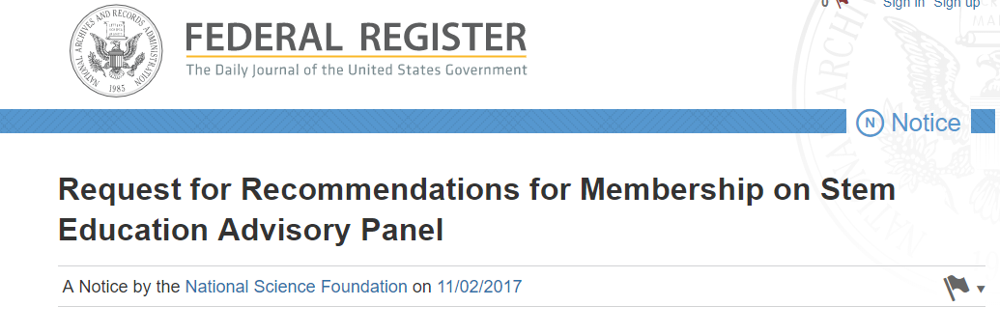 0
Sign in Sign up
NATIONAL ARCHIVES AND RECORDS ADMINISTRATION
1985
FEDERAL REGISTER
The Daily Journal of the United States Government
N Notice
Request for Recommendations for Membership on Stem
Education Advisory Panel
A Notice by the National Science Foundation on 11/02/2017